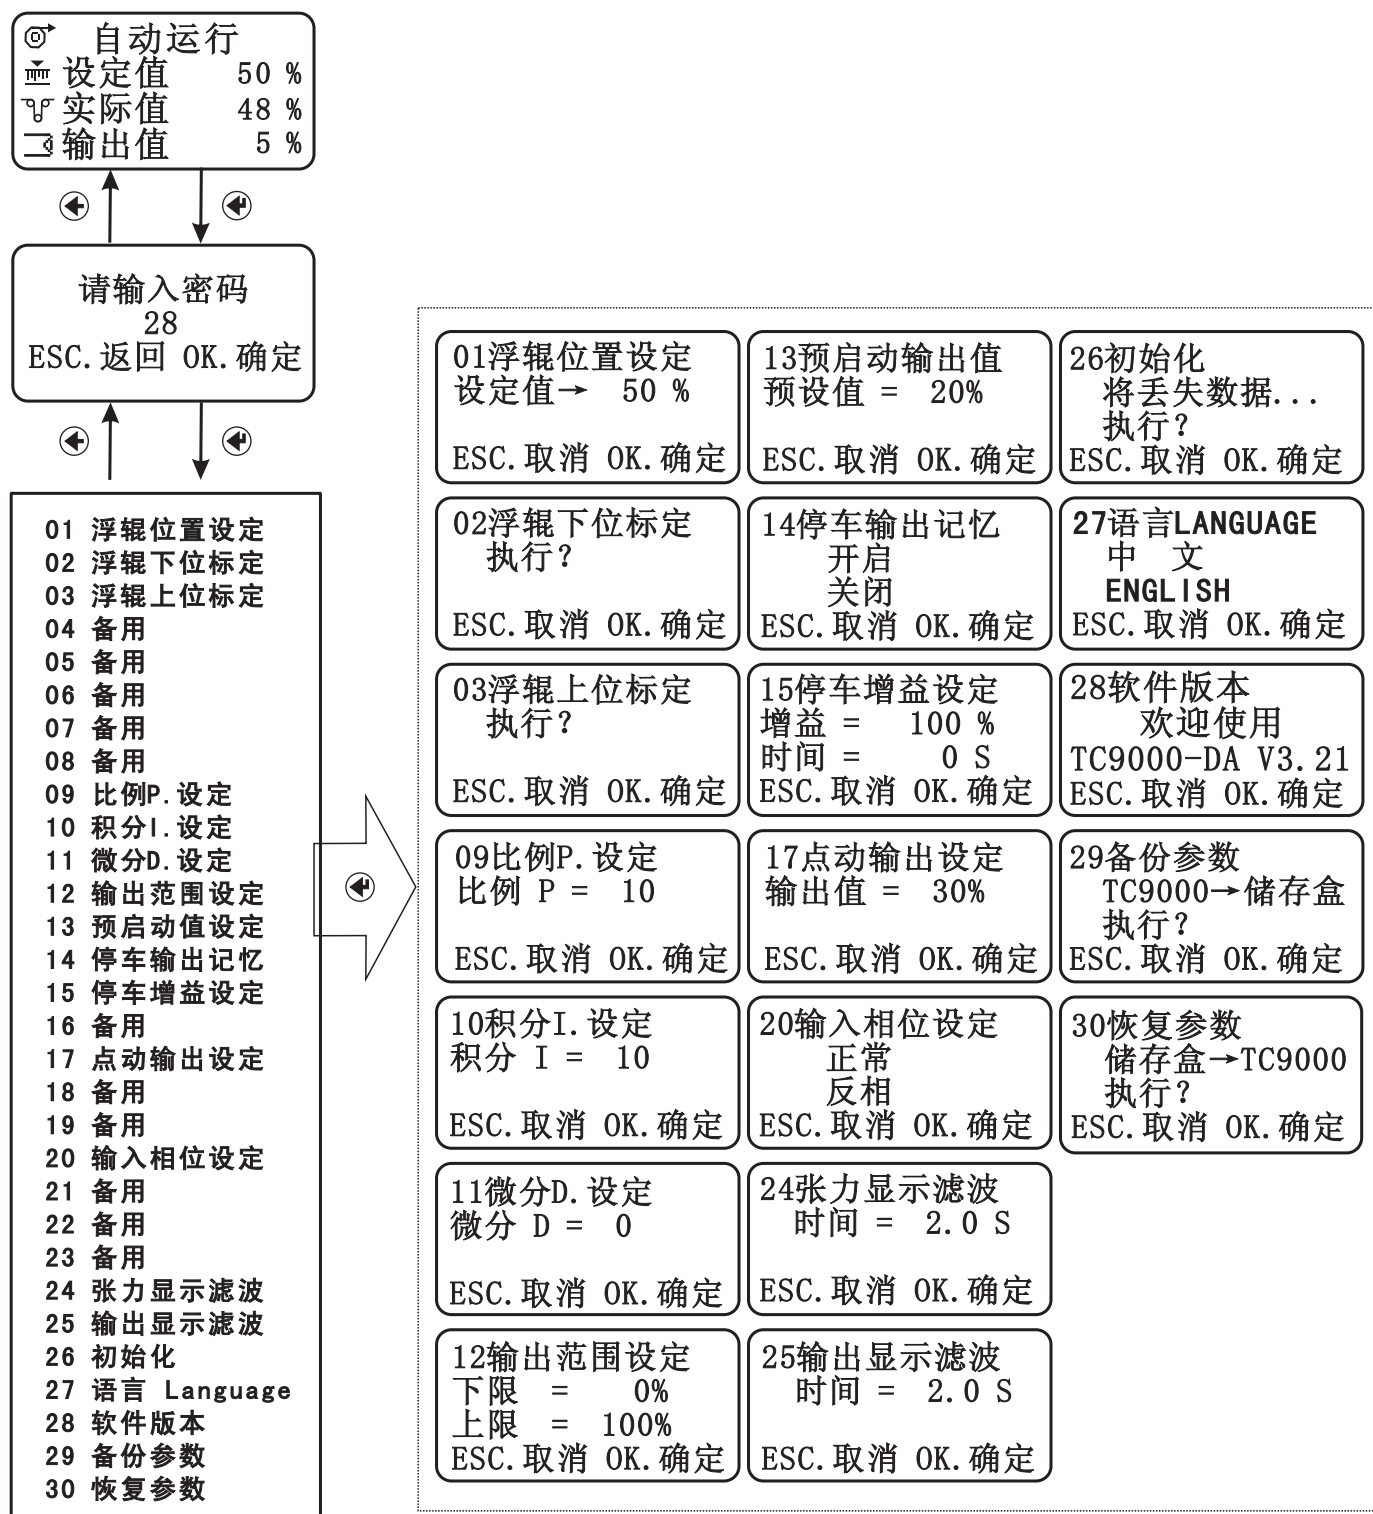 自动运行
设定值 50 %
实际值 48 %
输出值 5 %
请输入密码
28
ESC.返回 OK.确定
01 浮辊位置设定
02 浮辊下位标定
03 浮辊上位标定
04 备用
05 备用
06 备用
07 备用
08 备用
09 比例P.设定
10 积分I.设定
11 微分D.设定
12 输出范围设定
13 预启动值设定
14 停车输出记忆
15 停车增益设定
16 备用
17 点动输出设定
18 备用
19 备用
20 输入相位设定
21 备用
22 备用
23 备用
24 张力显示滤波
25 输出显示滤波
26 初始化
27 语言 Language
28 软件版本
29 备份参数
30 恢复参数
01浮辊位置设定
设定值→ 50 %
ESC.取消 OK.确定
02浮辊下位标定
执行?
ESC.取消 OK.确定
03浮辊上位标定
执行?
ESC.取消 OK.确定
09比例P.设定
比例 P = 10
ESC.取消 OK.确定
10积分I.设定
积分 I = 10
ESC.取消 OK.确定
11微分D.设定
微分 D = 0
ESC.取消 OK.确定
12输出范围设定
下限 = 0%
上限 = 100%
ESC.取消 OK.确定
13预启动输出值
预设值 = 20%
ESC.取消 OK.确定
14停车输出记忆
开启
关闭
ESC.取消 OK.确定
15停车增益设定
增益 = 100 %
时间 = 0 S
ESC.取消 OK.确定
17点动输出设定
输出值 = 30%
ESC.取消 OK.确定
20输入相位设定
正常
反相
ESC.取消 OK.确定
24张力显示滤波
时间 = 2.0 S
ESC.取消 OK.确定
25输出显示滤波
时间 = 2.0 S
ESC.取消 OK.确定
26初始化
将丢失数据...
执行?
ESC.取消 OK.确定
27语言LANGUAGE
中 文
ENGLISH
ESC.取消 OK.确定
28软件版本
欢迎使用
TC9000-DA V3.21
ESC.取消 OK.确定
29备份参数
TC9000→储存盒
执行?
ESC.取消 OK.确定
30恢复参数
储存盒→TC9000
执行?
ESC.取消 OK.确定